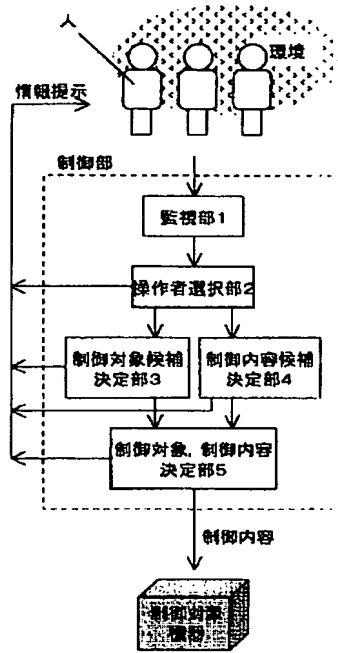 人
環境
情報提示
制御部
監視部1
操作者選択部2
制御対象候補
決定部3
制御内容候補
決定部4
制御対象,制御内容
決定部5
制御内容
制御対象
機器